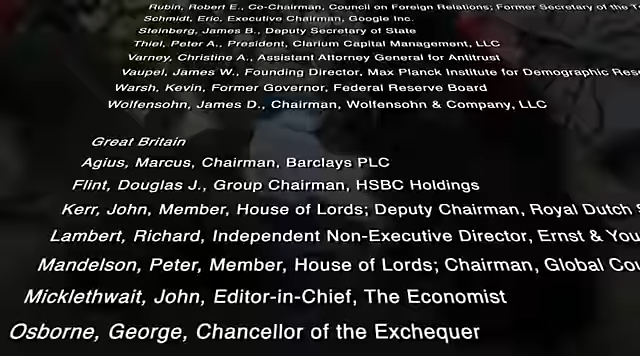 Rubin, Robert E., Co-Chairman, Council on Foreign Relations; Former Secretary of the
Schmidt, Eric, Executive Chairman, Google Inc.
Steinberg, James B., Deputy Secretary of State
Thiel, Peter A., President, Clarium Capital Management, LLC
Varney, Christine A., Assistant Attorney General for Antitrust
Vaupel, James W., Founding Director, Max Planck Institute for Demographic
Warsh, Kevin, Former Governor, Federal Reserve Board
Wolfensohn, James D., Chairman, Wolfensohn & Company, LLC
Great Britain
Agius, Marcus, Chairman, Barclays PLC
Flint, Douglas J., Group Chairman, HSBC Holdings
Kerr, John, Member, House of Lords; Deputy Chairman, Royal Dutch
Lambert, Richard, Independent Non-Executive Director, Ernst & You
Mandelson, Peter, Member, House of Lords; Chairman, Global Cou
Micklethwait, John, Editor-in-Chief, The Economist
Osborne, George, Chancellor of the Exchequer